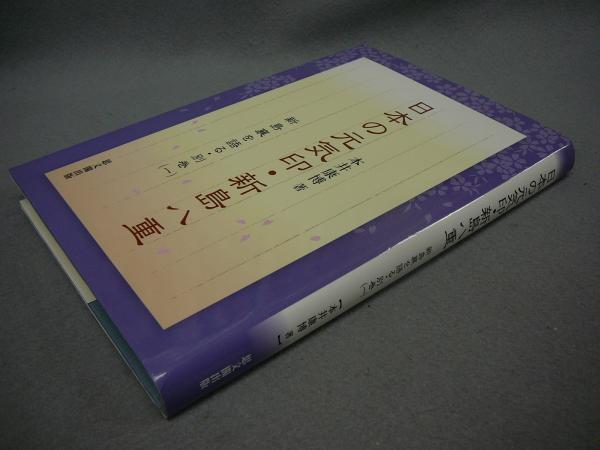 日本の元気印・新島八重
新島襄を語る・別巻(一)
本井康博著
思文閣出版
日本の元気印・新島八重
新島襄を語る・別巻(一)
【本井康博著】
思文閣出版